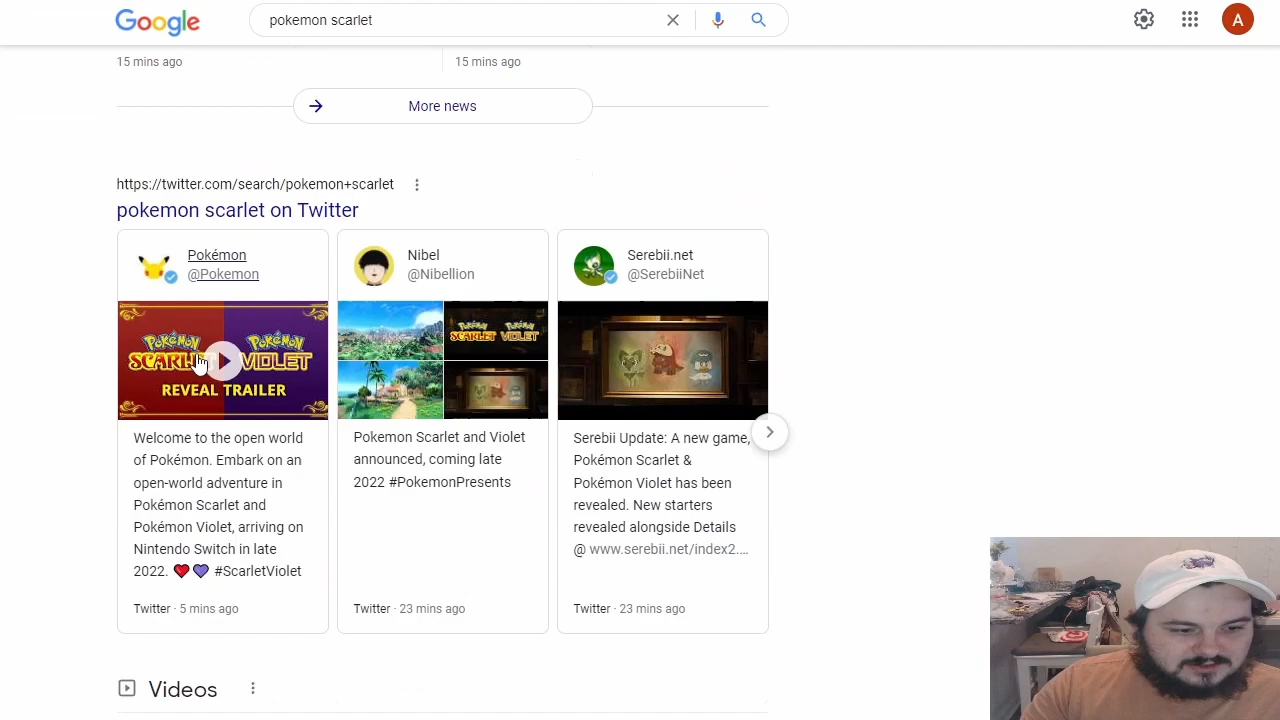 Google
pokemon scarlet
A
15 mins ago
15 mins ago
More news
https://twitter.com/search/pokemon+scarlet
pokemon scarlet on Twitter
Pokémon
@Pokemon
POKÉMON SCARLET
POKÉMON VIOLET
REVEAL TRAILER
Welcome to the open world
of Pokémon. Embark on an
open-world adventure in
Pokémon Scarlet and
Pokémon Violet, arriving on
Nintendo Switch in late
2022. ❤️💜 #ScarletViolet
Twitter · 5 mins ago
Nibel
@Nibellion
POKÉMON SCARLET
POKÉMON VIOLET
Pokemon Scarlet and Violet
announced, coming late
2022 #PokemonPresents
Twitter · 23 mins ago
Serebii.net
@SerebiiNet
Serebii Update: A new game,
Pokémon Scarlet &
Pokémon Violet has been
revealed. New starters
revealed alongside Details
@ www.serebii.net/index2....
Twitter · 23 mins ago
Videos